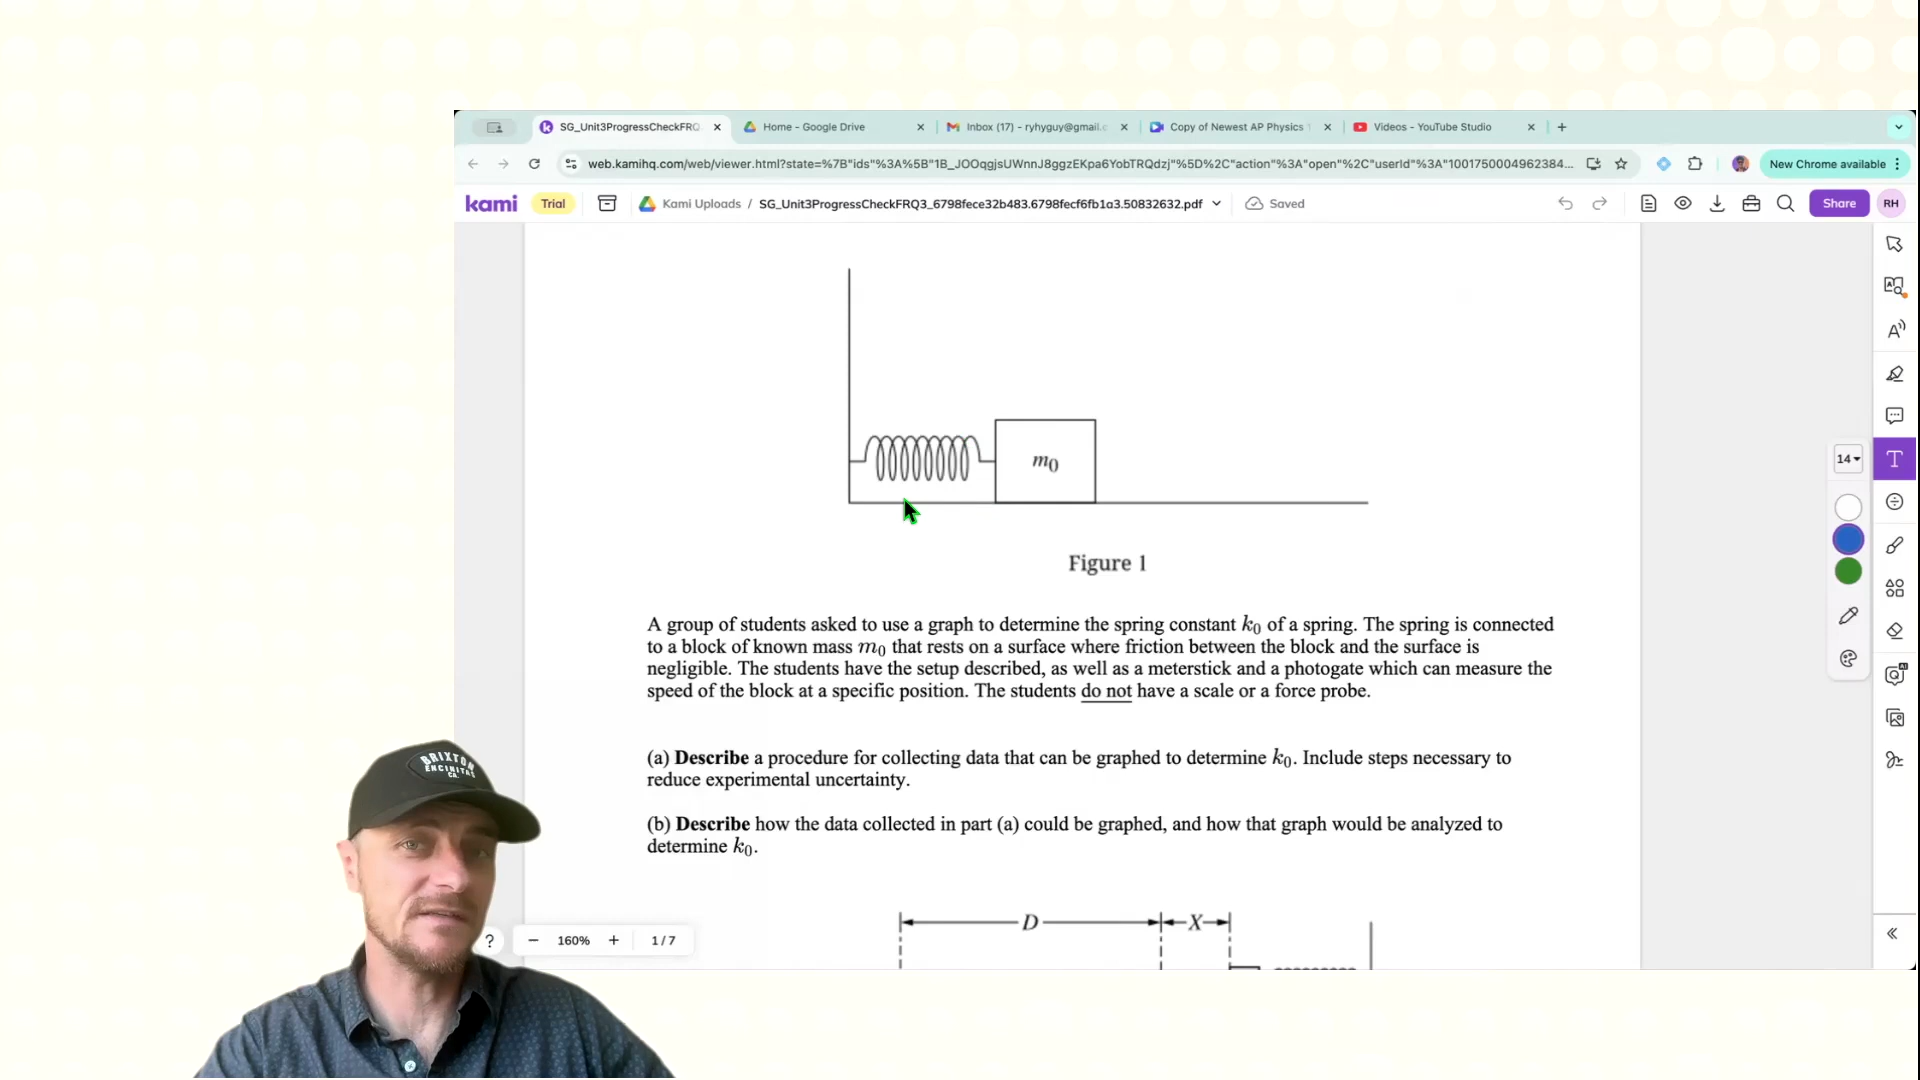 SG_Unit3ProgressCheckFRQ
Home - Google Drive
Inbox (17) - ryhyguy@gmail.c
Copy of Newest AP Physics
Videos - YouTube Studio
web.kamihq.com/web/viewer.html?state=%7B"ids"%3A%5B"1B_JOOqgjsUWnnJ8ggzEKpa6YobTRQdzj"%5D%2C"action"%3A"open"%2C"userId"%3A"1001750004962384...
New Chrome available
kami
Trial
Kami Uploads / SG_Unit3ProgressCheckFRQ3_6798fece32b483.6798fecf6fb1a3.50832632.pdf
Saved
Share
RH
m0
14
Figure 1
A group of students asked to use a graph to determine the spring constant k0 of a spring. The spring is connected
to a block of known mass m0 that rests on a surface where friction between the block and the surface is
negligible. The students have the setup described, as well as a meterstick and a photogate which can measure the
speed of the block at a specific position. The students do not have a scale or a force probe.
(a) Describe a procedure for collecting data that can be graphed to determine k0. Include steps necessary to
reduce experimental uncertainty.
(b) Describe how the data collected in part (a) could be graphed, and how that graph would be analyzed to
determine k0.
D
X
? − 160% + 1 / 7
BRIXTON
ENCINITAS
CA.